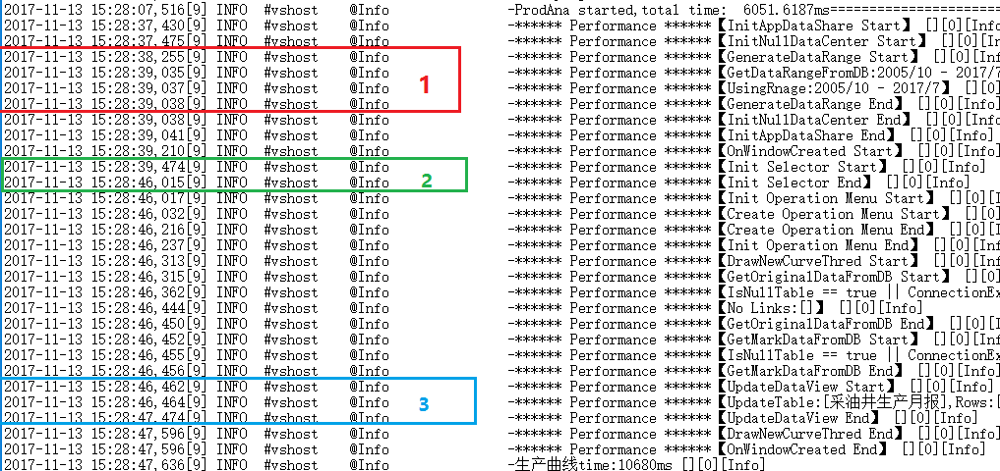 2017-11-13 15:28:07,516[9] INFO #vshost @Info -ProdAna started,total time: 6051.6187ms========================
2017-11-13 15:28:37,430[9] INFO #vshost @Info -****** Performance ******【InitAppDataShare Start】 [][0][Info
2017-11-13 15:28:37,475[9] INFO #vshost @Info -****** Performance ******【InitNullDataCenter Start】 [][0][In
2017-11-13 15:28:38,255[9] INFO #vshost @Info -****** Performance ******【GenerateDataRange Start】 [][0][Inf
2017-11-13 15:28:39,035[9] INFO #vshost @Info -****** Performance ******【GetDataRangeFromDB:2005/10 - 2017/7
2017-11-13 15:28:39,037[9] INFO #vshost @Info -****** Performance ******【UsingRnage:2005/10 - 2017/7】 [][0]
1
2017-11-13 15:28:39,038[9] INFO #vshost @Info -****** Performance ******【GenerateDataRange End】 [][0][Info]
2017-11-13 15:28:39,038[9] INFO #vshost @Info -****** Performance ******【InitNullDataCenter End】 [][0][Info
2017-11-13 15:28:39,041[9] INFO #vshost @Info -****** Performance ******【InitAppDataShare End】 [][0][Info]
2017-11-13 15:28:39,210[9] INFO #vshost @Info -****** Performance ******【OnWindowCreated Start】 [][0][Info]
2017-11-13 15:28:39,474[9] INFO #vshost @Info -****** Performance ******【Init Selector Start】 [][0][Info]
2017-11-13 15:28:46,015[9] INFO #vshost @Info -****** Performance ******【Init Selector End】 [][0][Info]
2
2017-11-13 15:28:46,017[9] INFO #vshost @Info -****** Performance ******【Init Operation Menu Start】 [][0][I
2017-11-13 15:28:46,032[9] INFO #vshost @Info -****** Performance ******【Create Operation Menu Start】 [][0]
2017-11-13 15:28:46,216[9] INFO #vshost @Info -****** Performance ******【Create Operation Menu End】 [][0][I
2017-11-13 15:28:46,237[9] INFO #vshost @Info -****** Performance ******【Init Operation Menu End】 [][0][Inf
2017-11-13 15:28:46,313[9] INFO #vshost @Info -****** Performance ******【DrawNewCurveThred Start】 [][0][Inf
2017-11-13 15:28:46,315[9] INFO #vshost @Info -****** Performance ******【GetOriginalDataFromDB Start】 [][0]
2017-11-13 15:28:46,362[9] INFO #vshost @Info -****** Performance ******【IsNullTable == true || ConnectionEx
2017-11-13 15:28:46,444[9] INFO #vshost @Info -****** Performance ******【No Links:[]】 [][0][Info]
2017-11-13 15:28:46,450[9] INFO #vshost @Info -****** Performance ******【GetOriginalDataFromDB End】 [][0][I
2017-11-13 15:28:46,452[9] INFO #vshost @Info -****** Performance ******【GetMarkDataFromDB Start】 [][0][Inf
2017-11-13 15:28:46,455[9] INFO #vshost @Info -****** Performance ******【IsNullTable == true || ConnectionEx
2017-11-13 15:28:46,456[9] INFO #vshost @Info -****** Performance ******【GetMarkDataFromDB End】 [][0][Info]
2017-11-13 15:28:46,462[9] INFO #vshost @Info -****** Performance ******【UpdateDataView Start】 [][0][Info]
2017-11-13 15:28:46,464[9] INFO #vshost @Info -****** Performance ******【UpdateTable:[采油井生产月报],Rows:[
3
2017-11-13 15:28:47,474[9] INFO #vshost @Info -****** Performance ******【UpdateDataView End】 [][0][Info]
2017-11-13 15:28:47,596[9] INFO #vshost @Info -****** Performance ******【DrawNewCurveThred End】 [][0][Info]
2017-11-13 15:28:47,596[9] INFO #vshost @Info -****** Performance ******【OnWindowCreated End】 [][0][Info]
2017-11-13 15:28:47,636[9] INFO #vshost @Info -生产曲线time:10680ms [][0][Info]